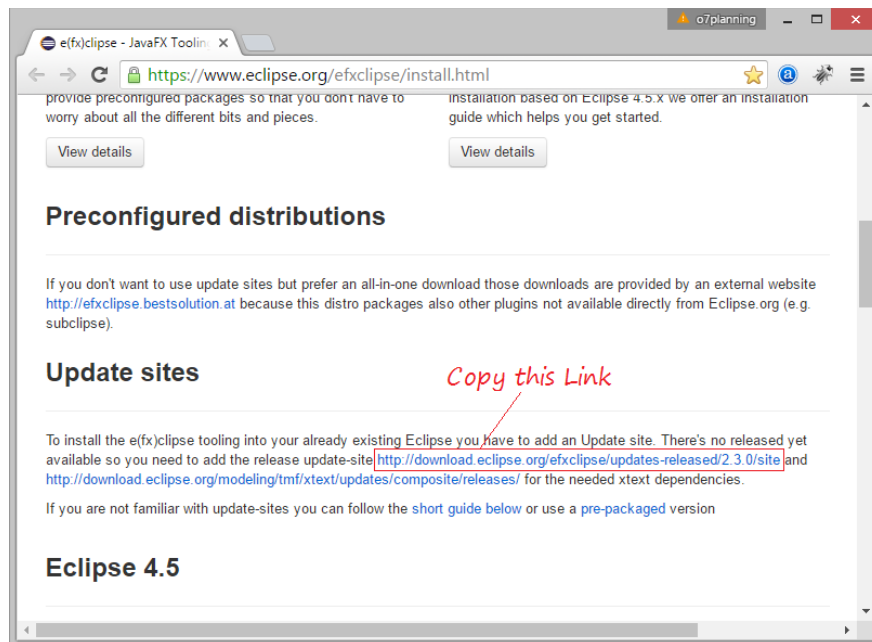 o7planning
e(fx)clipse - JavaFX Tooling
https://www.eclipse.org/efxclipse/install.html
provide preconfigured packages so that you don't have to
worry about all the different bits and pieces.
View details
installation based on Eclipse 4.5.x we offer an installation
guide which helps you get started.
View details
Preconfigured distributions
If you don't want to use update sites but prefer an all-in-one download those downloads are provided by an external website
http://efxclipse.bestsolution.at because this distro packages also other plugins not available directly from Eclipse.org (e.g.
subclipse).
Update sites
Copy this Link
To install the e(fx)clipse tooling into your already existing Eclipse you have to add an Update site. There's no released yet
available so you need to add the release update-site http://download.eclipse.org/efxclipse/updates-released/2.3.0/site and
http://download.eclipse.org/modeling/tmf/xtext/updates/composite/releases/ for the needed xtext dependencies.
If you are not familiar with update-sites you can follow the short guide below or use a pre-packaged version
Eclipse 4.5